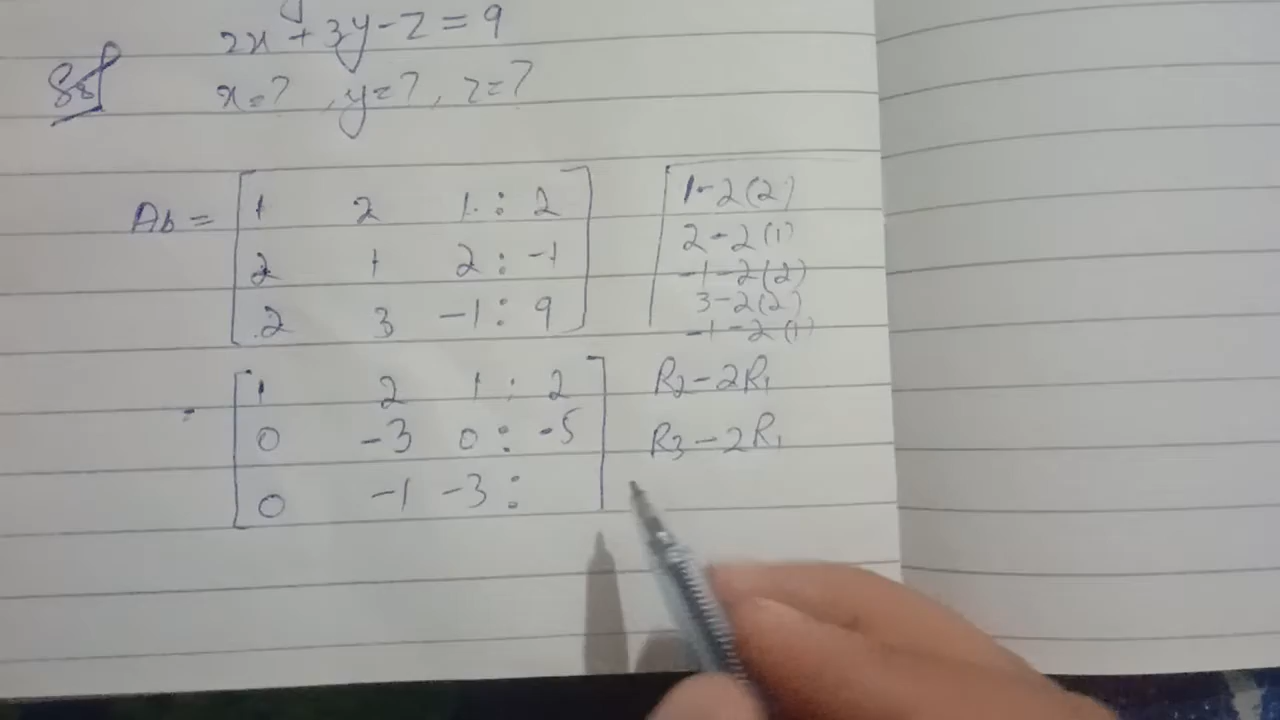 2x+3y-z=9
Sol x=? , y=? , z=?
Ab = [ 1 2 1 : 2 ] [ 1-2(2)
2 1 2 : -1 2-2(1)
-1-2(2)
2 3 -1 : 9 3-2(2)
-1-2(1)
= [ 1 2 1 : 2 ] R2-2R1
0 -3 0 : -5 R3-2R1
0 -1 -3 :